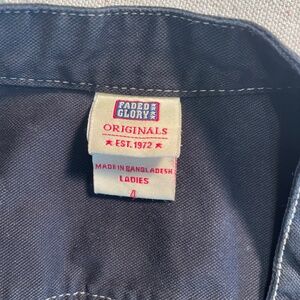 FADED
GLORY
ORIGINALS
★ EST. 1972 ★
MADE IN BANGLADESH
LADIES